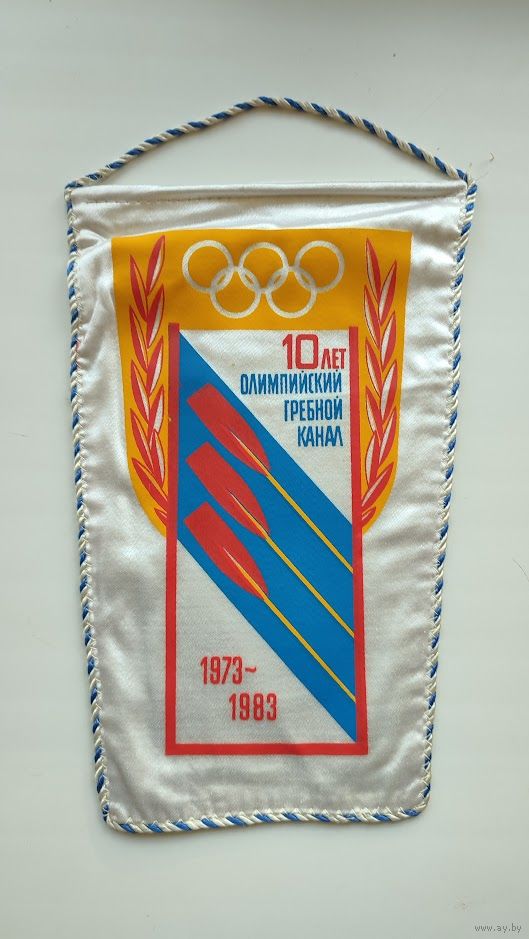 10 ЛЕТ
ОЛИМПИЙСКИЙ
ГРЕБНОЙ
КАНАЛ
1973~
1983
www.ay.by